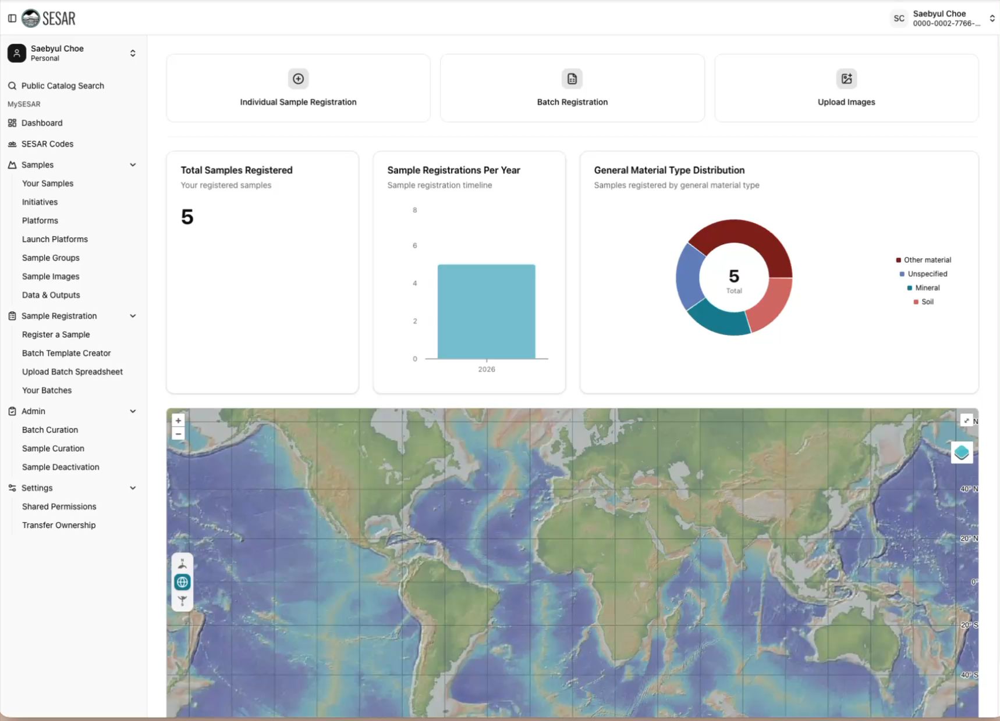 SESAR
SC
Saebyul Choe
0000-0002-7766-...
Saebyul Choe
Personal
Public Catalog Search
MySESAR
Dashboard
SESAR Codes
Samples
Your Samples
Initiatives
Platforms
Launch Platforms
Sample Groups
Sample Images
Data & Outputs
Sample Registration
Register a Sample
Batch Template Creator
Upload Batch Spreadsheet
Your Batches
Admin
Batch Curation
Sample Curation
Sample Deactivation
Settings
Shared Permissions
Transfer Ownership
Individual Sample Registration
Batch Registration
Upload Images
Total Samples Registered
Your registered samples
5
Sample Registrations Per Year
Sample registration timeline
8
6
4
2
0
2026
General Material Type Distribution
Samples registered by general material type
5
Total
Other material
Unspecified
Mineral
Soil
+
−
N
40° N
20° N
0°
20° S
40° S
N
S